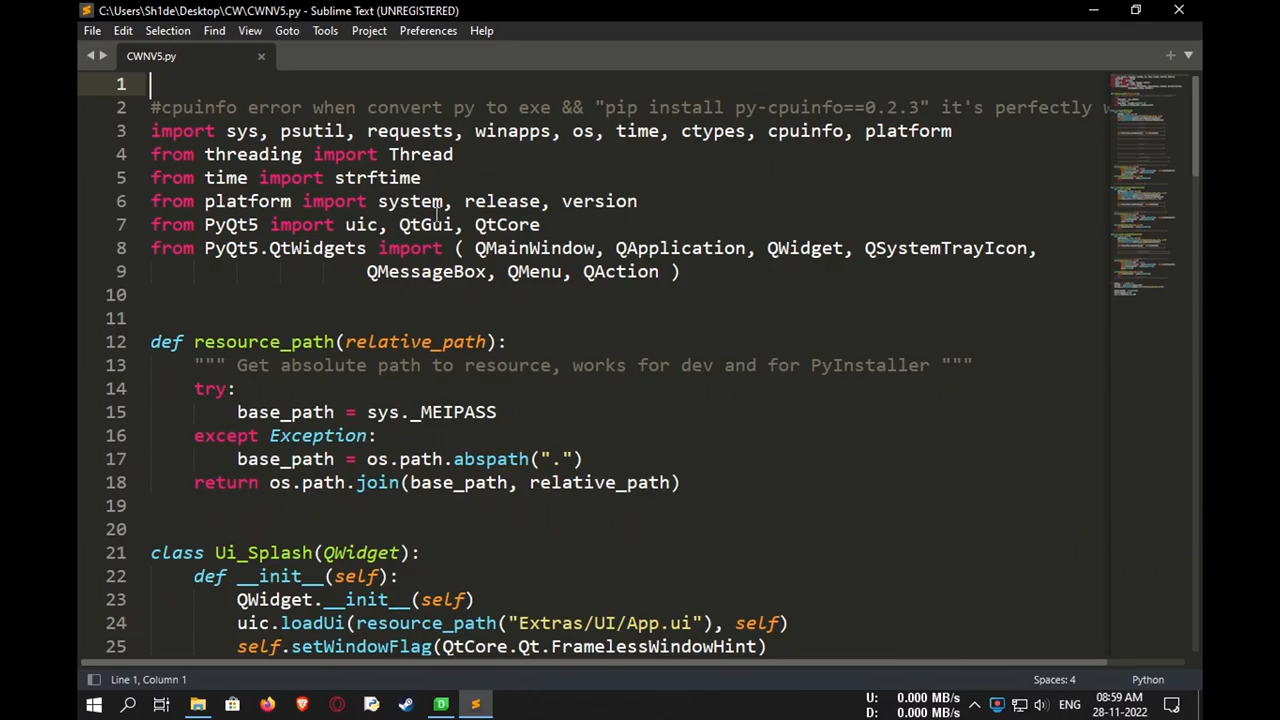 C:\Users\Sh1de\Desktop\CW\CWNV5.py - Sublime Text (UNREGISTERED)
File Edit Selection Find View Goto Tools Project Preferences Help
CWNV5.py
1
2 #cpuinfo error when convert py to exe && "pip install py-cpuinfo==0.2.3" it's perfectly
3 import sys, psutil, requests, winapps, os, time, ctypes, cpuinfo, platform
4 from threading import Thread
5 from time import strftime
6 from platform import system, release, version
7 from PyQt5 import uic, QtGui, QtCore
8 from PyQt5.QtWidgets import ( QMainWindow, QApplication, QWidget, QSystemTrayIcon,
9 QMessageBox, QMenu, QAction )
10
11
12 def resource_path(relative_path):
13 """ Get absolute path to resource, works for dev and for PyInstaller """
14 try:
15 base_path = sys._MEIPASS
16 except Exception:
17 base_path = os.path.abspath(".")
18 return os.path.join(base_path, relative_path)
19
20
21 class Ui_Splash(QWidget):
22 def __init__(self):
23 QWidget.__init__(self)
24 uic.loadUi(resource_path("Extras/UI/App.ui"), self)
25 self.setWindowFlag(QtCore.Qt.FramelessWindowHint)
Line 1, Column 1 Spaces: 4 Python
U: 0.000 MB/s
D: 0.000 MB/s
ENG
08:59 AM
28-11-2022